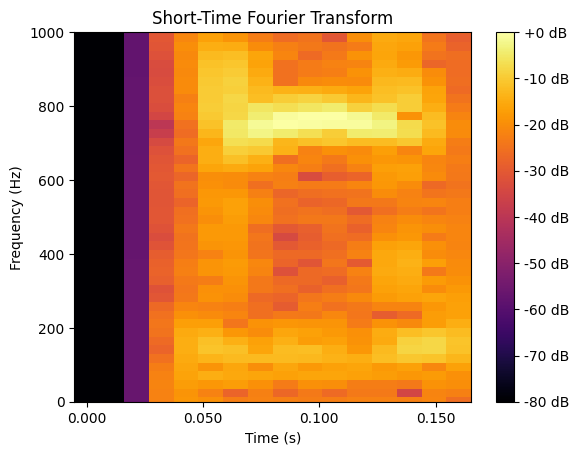 Short-Time Fourier Transform
1000
800
600
400
200
0
Frequency (Hz)
0.000
0.050
0.100
0.150
Time (s)
+0 dB
-10 dB
-20 dB
-30 dB
-40 dB
-50 dB
-60 dB
-70 dB
-80 dB